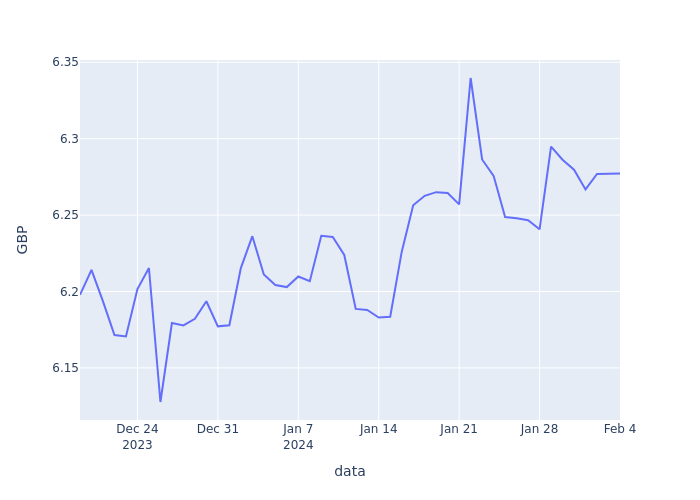 6.35
6.3
6.25
6.2
6.15
GBP
Dec 24
2023
Dec 31
Jan 7
2024
Jan 14
Jan 21
Jan 28
Feb 4
data